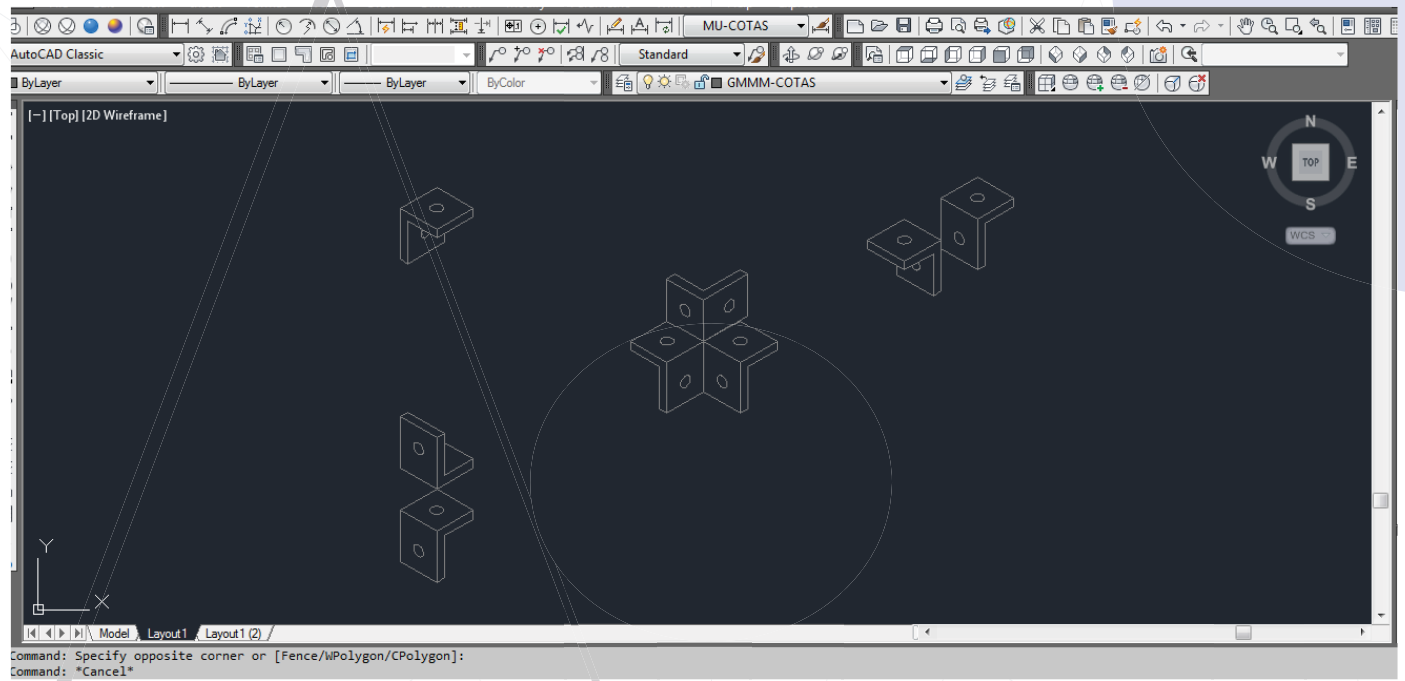 MU-COTAS
AutoCAD Classic
Standard
ByLayer
ByLayer
ByLayer
ByColor
GMMM-COTAS
[−][Top][2D Wireframe]
N
W
TOP
E
S
WCS
Y
X
Model
Layout1
Layout1 (2)
Command: Specify opposite corner or [Fence/WPolygon/CPolygon]:
Command: *Cancel*